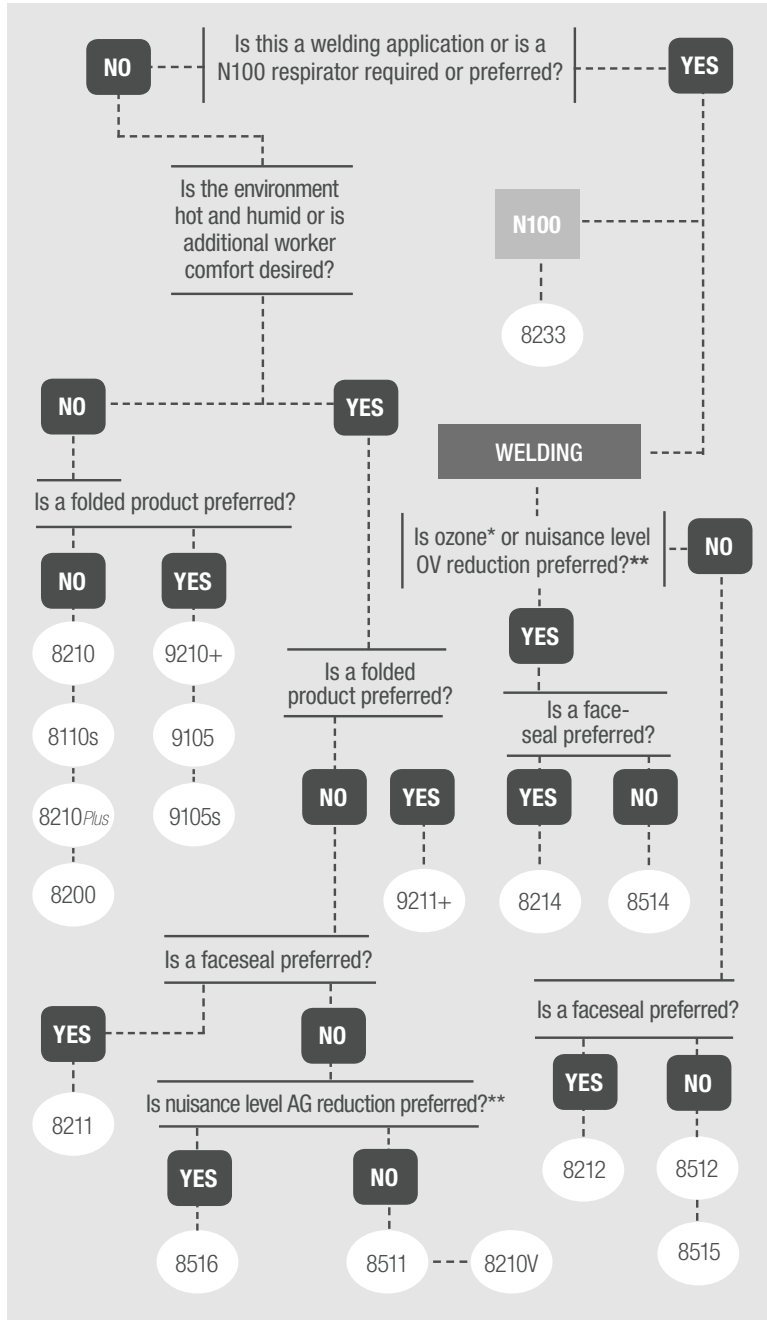 Is this a welding application or is a
N100 respirator required or preferred?
NO
YES
Is the environment
hot and humid or is
additional worker
comfort desired?
N100
8233
NO
YES
WELDING
Is a folded product preferred?
Is ozone* or nuisance level
OV reduction preferred?**
NO
NO
YES
YES
8210
9210+
8110s
9105
8210Plus
9105s
8200
Is a folded
product preferred?
NO
YES
9211+
Is a face-
seal preferred?
YES
NO
8214
8514
Is a faceseal preferred?
YES
NO
8211
Is nuisance level AG reduction preferred?**
YES
NO
8516
8511
8210V
Is a faceseal preferred?
YES
NO
8212
8512
8515